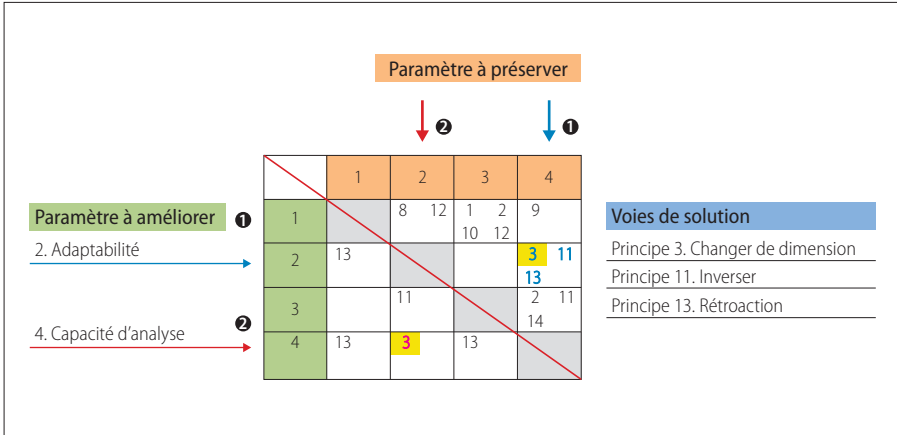 Paramètre à préserver
❷ ❶
1 2 3 4
Paramètre à améliorer ❶
1 8 12 1 2 9
10 12
2. Adaptabilité
2 13 3 11
13
3 11 2 11
14
4. Capacité d’analyse ❷
4 13 3 13
Voies de solution
Principe 3. Changer de dimension
Principe 11. Inverser
Principe 13. Rétroaction